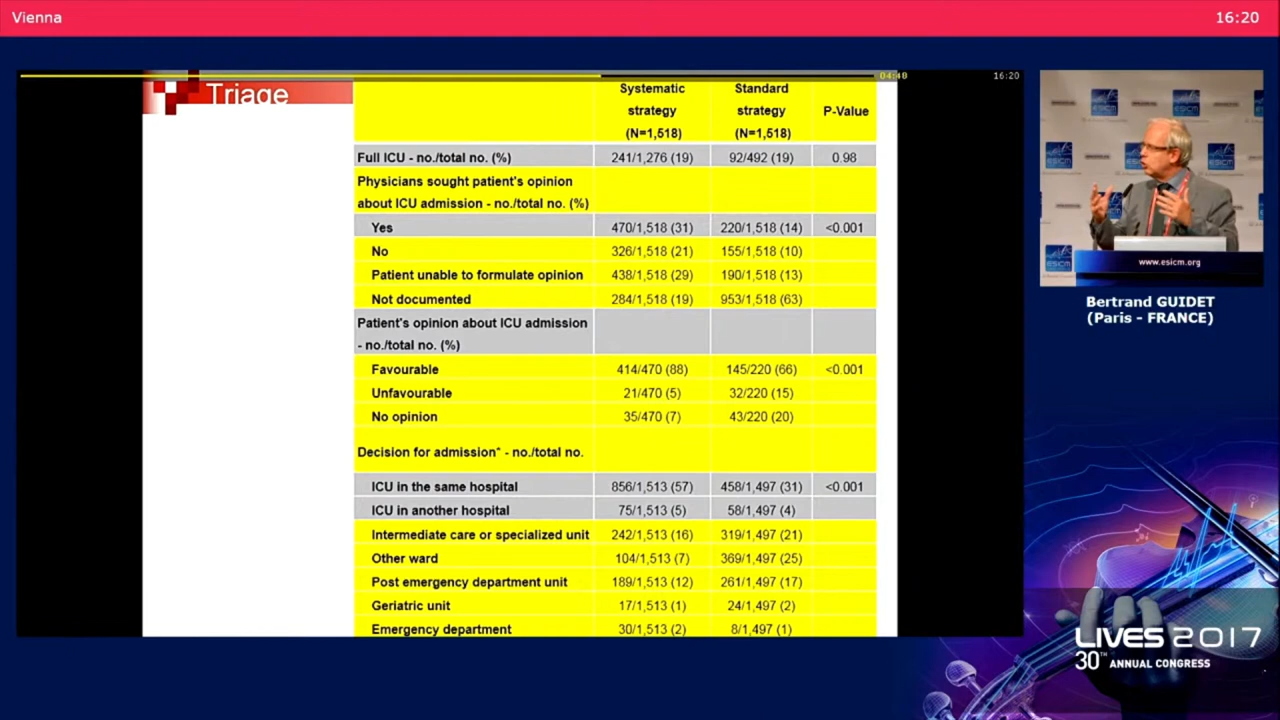 Vienna
16:20
04:40
16:20
Triage
Systematic strategy (N=1,518)
Standard strategy (N=1,518)
P-Value
Full ICU - no./total no. (%) 241/1,276 (19) 92/492 (19) 0.98
Physicians sought patient's opinion
about ICU admission - no./total no. (%)
Yes 470/1,518 (31) 220/1,518 (14) <0.001
No 326/1,518 (21) 155/1,518 (10)
Patient unable to formulate opinion 438/1,518 (29) 190/1,518 (13)
Not documented 284/1,518 (19) 953/1,518 (63)
Patient's opinion about ICU admission
- no./total no. (%)
Favourable 414/470 (88) 145/220 (66) <0.001
Unfavourable 21/470 (5) 32/220 (15)
No opinion 35/470 (7) 43/220 (20)
Decision for admission* - no./total no.
ICU in the same hospital 856/1,513 (57) 458/1,497 (31) <0.001
ICU in another hospital 75/1,513 (5) 58/1,497 (4)
Intermediate care or specialized unit 242/1,513 (16) 319/1,497 (21)
Other ward 104/1,513 (7) 369/1,497 (25)
Post emergency department unit 189/1,513 (12) 261/1,497 (17)
Geriatric unit 17/1,513 (1) 24/1,497 (2)
Emergency department 30/1,513 (2) 8/1,497 (1)
ESICM
ESICM
ESICM
ESICM
ESICM
www.esicm.org
Bertrand GUIDET
(Paris - FRANCE)
LIVES 2017
30TH ANNUAL CONGRESS